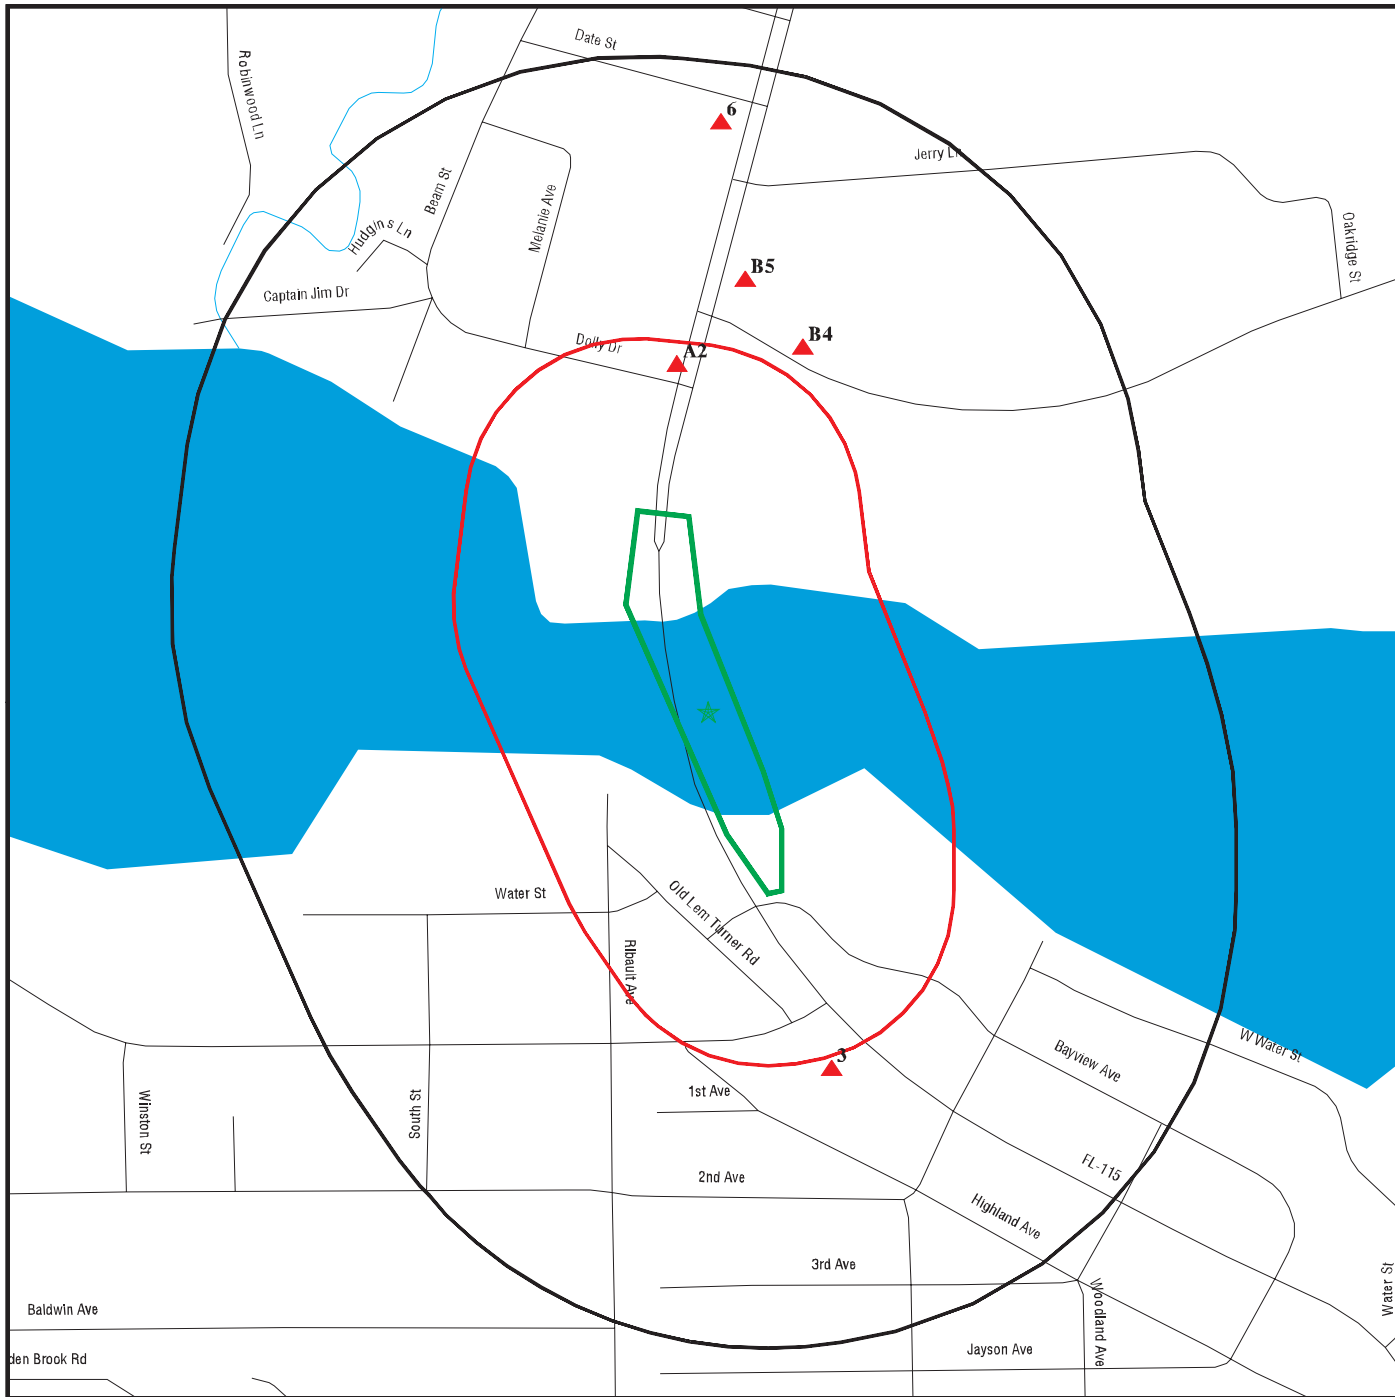 Date St
Robinwood Ln
6
Jerry Ln
Beam St
Melanie Ave
Hudgins Ln
Oakridge St
B5
Captain Jim Dr
Dolly Dr
A2
B4
Water St
Old Lem Turner Rd
Ribault Ave
W Water St
Bayview Ave
3
1st Ave
Winston St
South St
2nd Ave
FL-115
Highland Ave
3rd Ave
Water St
Woodland Ave
Baldwin Ave
Jayson Ave
den Brook Rd